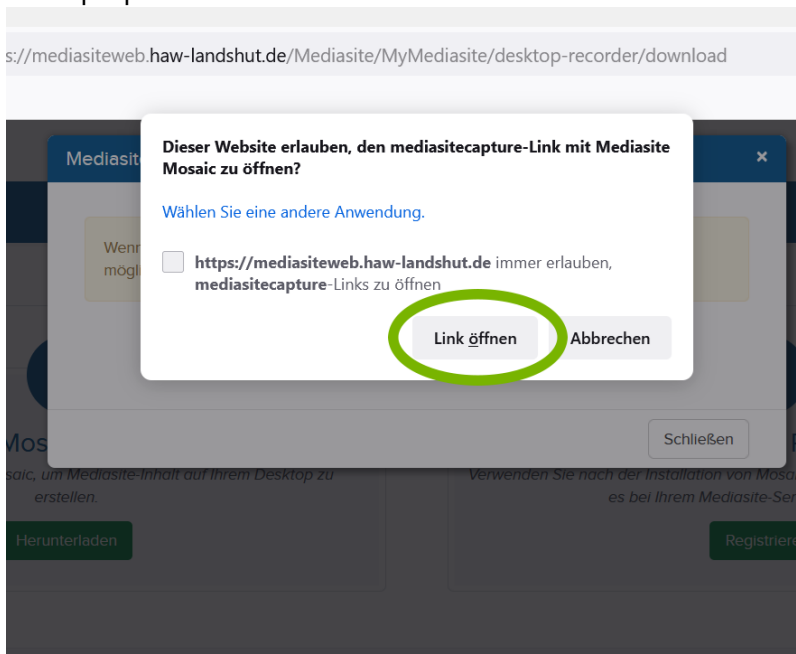 s://mediasiteweb.haw-landshut.de/Mediasite/MyMediasite/desktop-recorder/download
Mediasit
×
Dieser Website erlauben, den mediasitecapture-Link mit Mediasite
Mosaic zu öffnen?
Wählen Sie eine andere Anwendung.
Wenn
mögli
https://mediasiteweb.haw-landshut.de immer erlauben,
mediasitecapture-Links zu öffnen
Link öffnen
Abbrechen
Schließen
Mos
saic, um Mediasite-Inhalt auf Ihrem Desktop zu
erstellen.
Herunterladen
Verwenden Sie nach der Installation von Mosa
es bei Ihrem Mediasite-Ser
Registriere